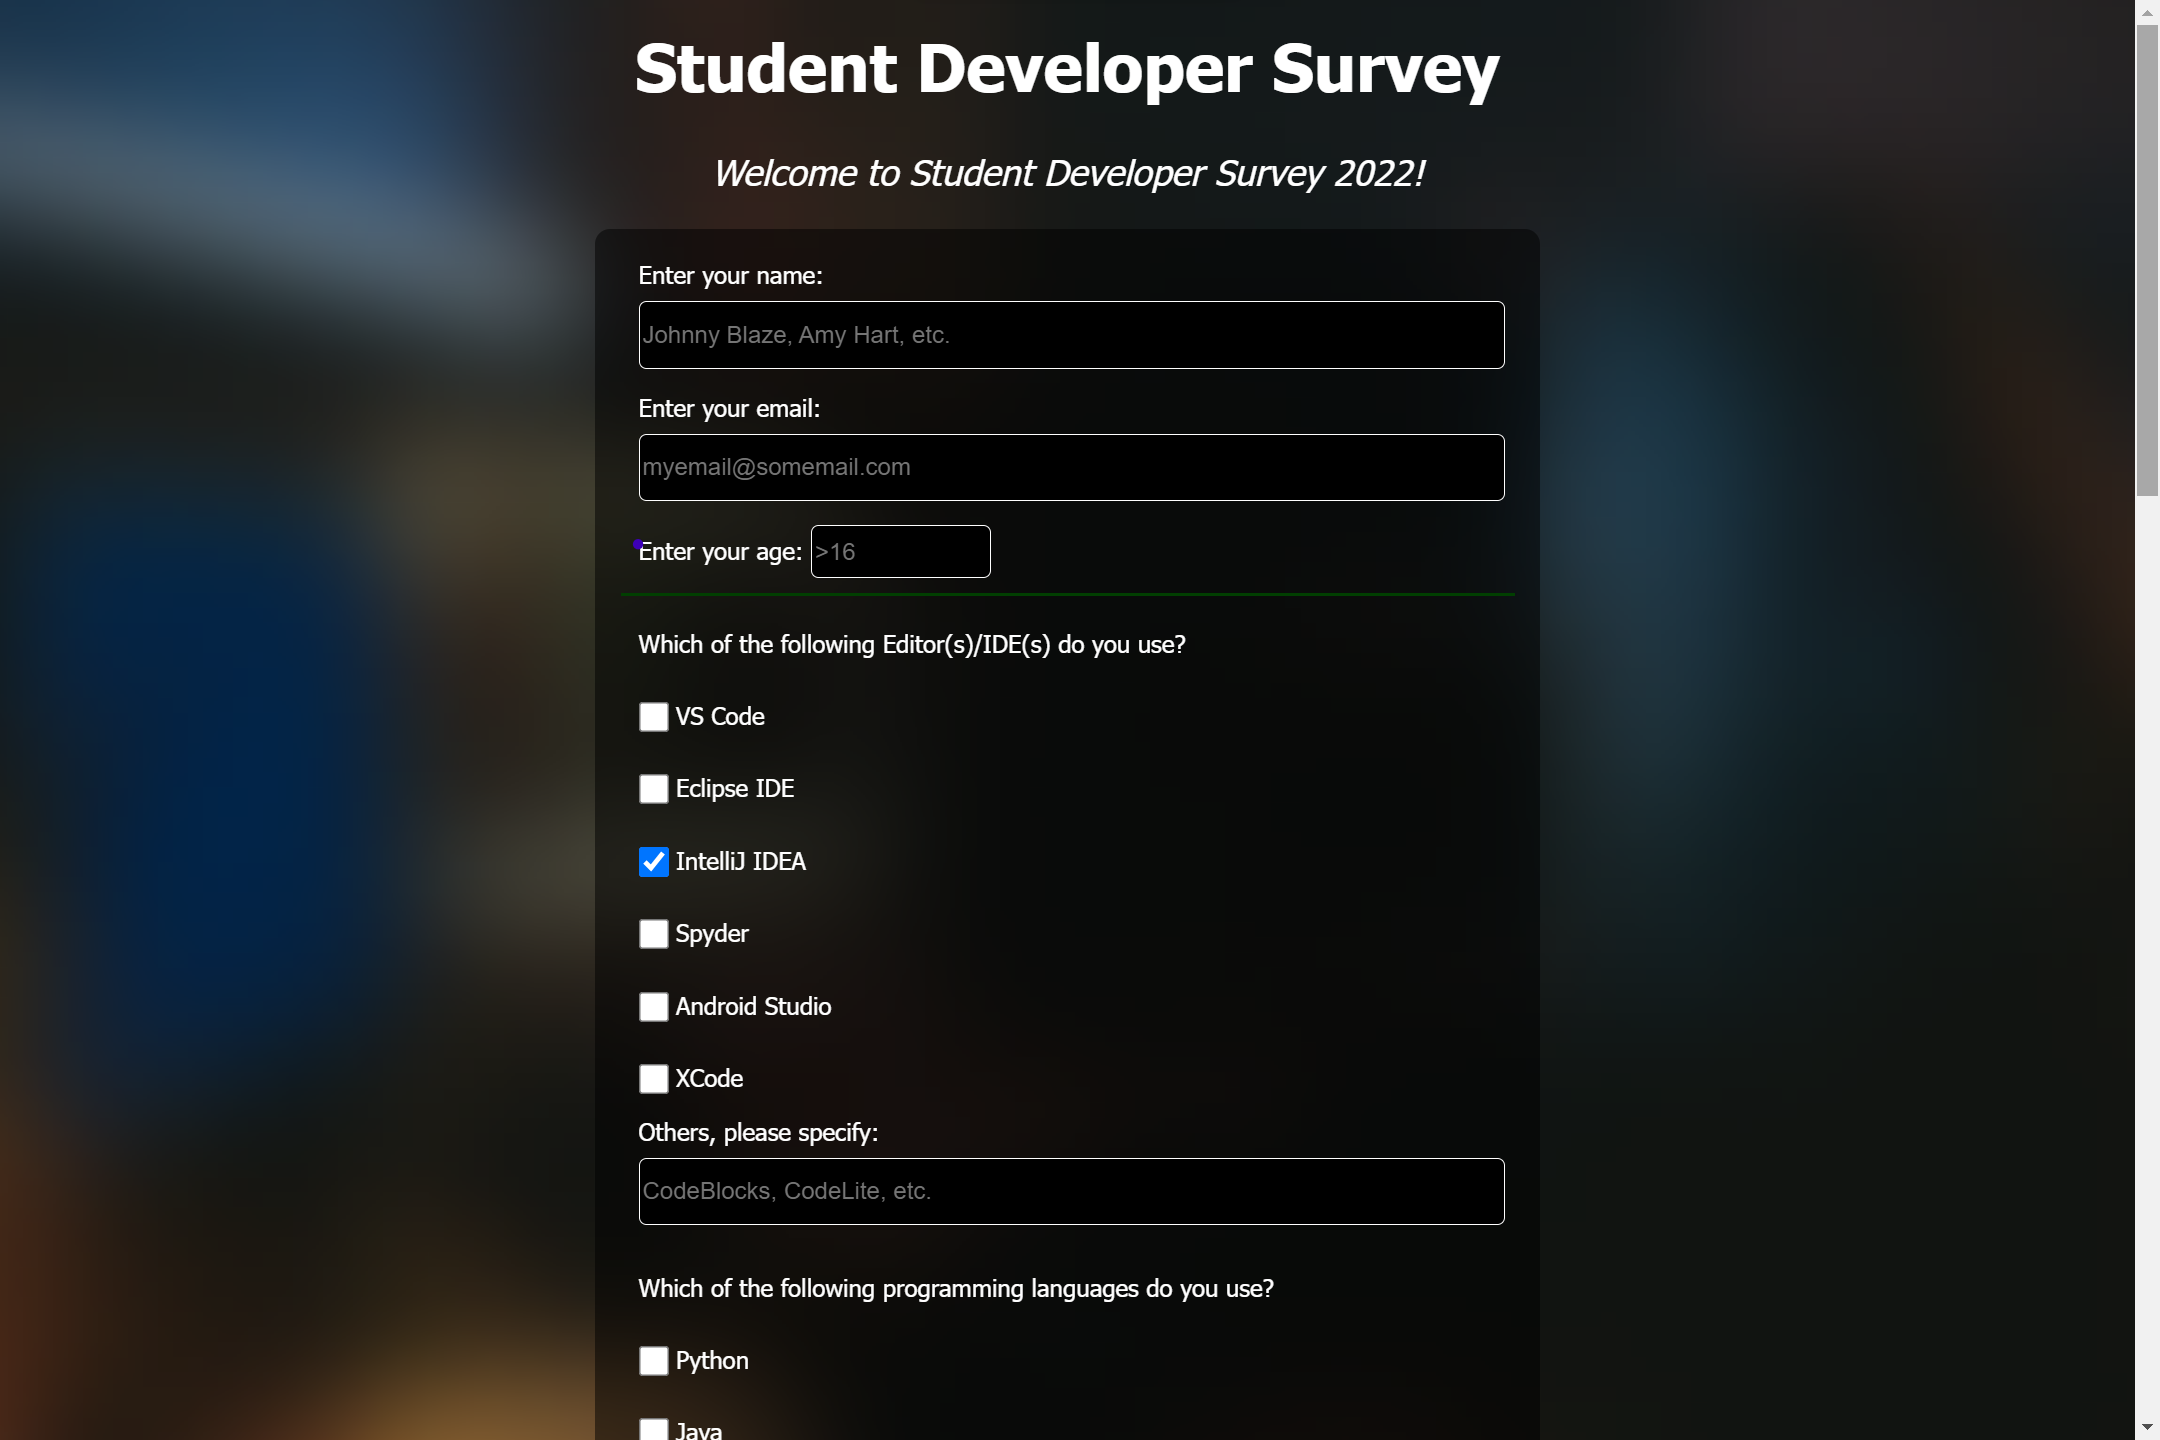 Student Developer Survey
Welcome to Student Developer Survey 2022!
Enter your name:
Johnny Blaze, Amy Hart, etc.
Enter your email:
myemail@somemail.com
Enter your age: >16
Which of the following Editor(s)/IDE(s) do you use?
VS Code
Eclipse IDE
IntelliJ IDEA
Spyder
Android Studio
XCode
Others, please specify:
CodeBlocks, CodeLite, etc.
Which of the following programming languages do you use?
Python
Java